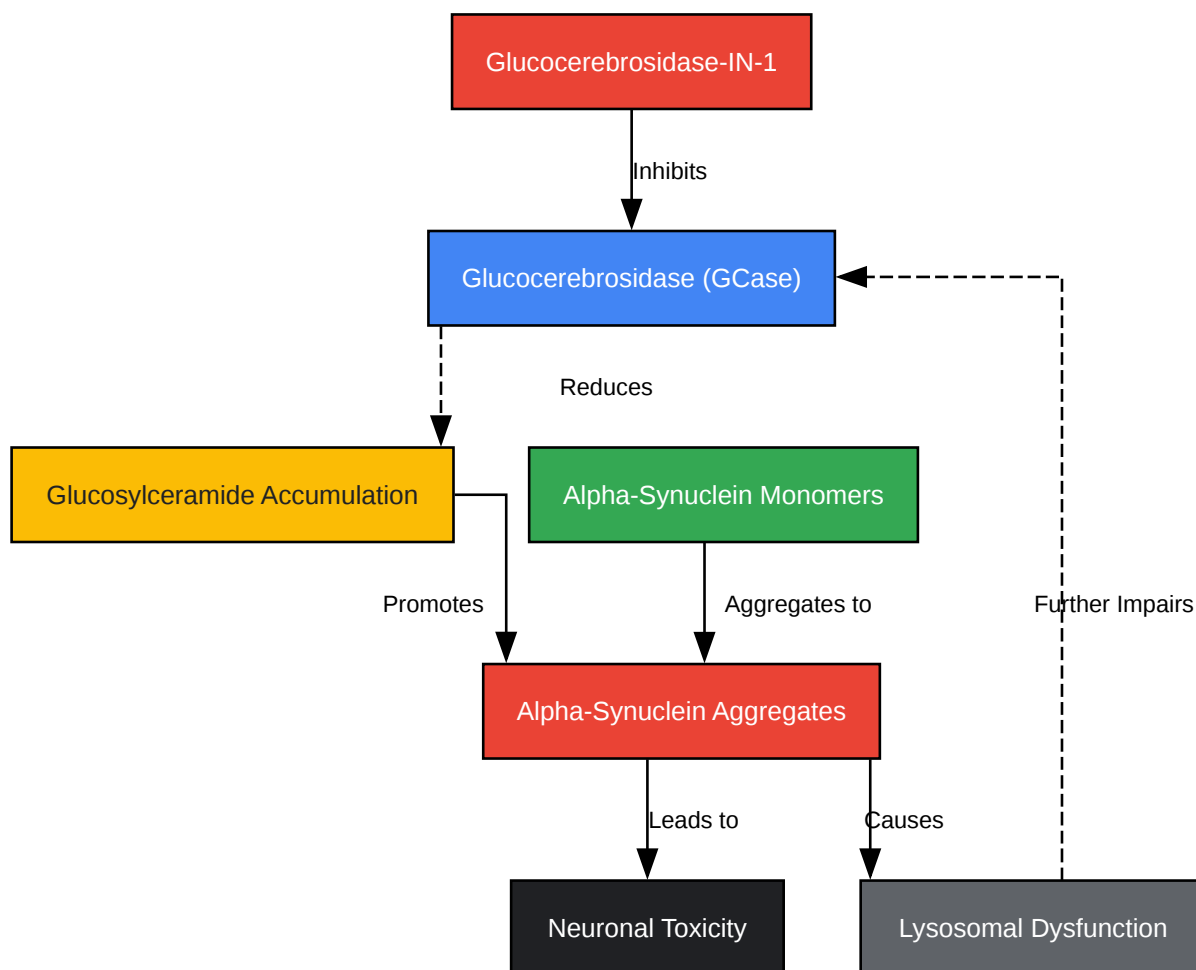 Glucocerebrosidase-IN-1
Inhibits
Glucocerebrosidase (GCase)
Reduces
Glucosylceramide Accumulation
Alpha-Synuclein Monomers
Promotes
Aggregates to
Further Impairs
Alpha-Synuclein Aggregates
Leads to
Causes
Neuronal Toxicity
Lysosomal Dysfunction